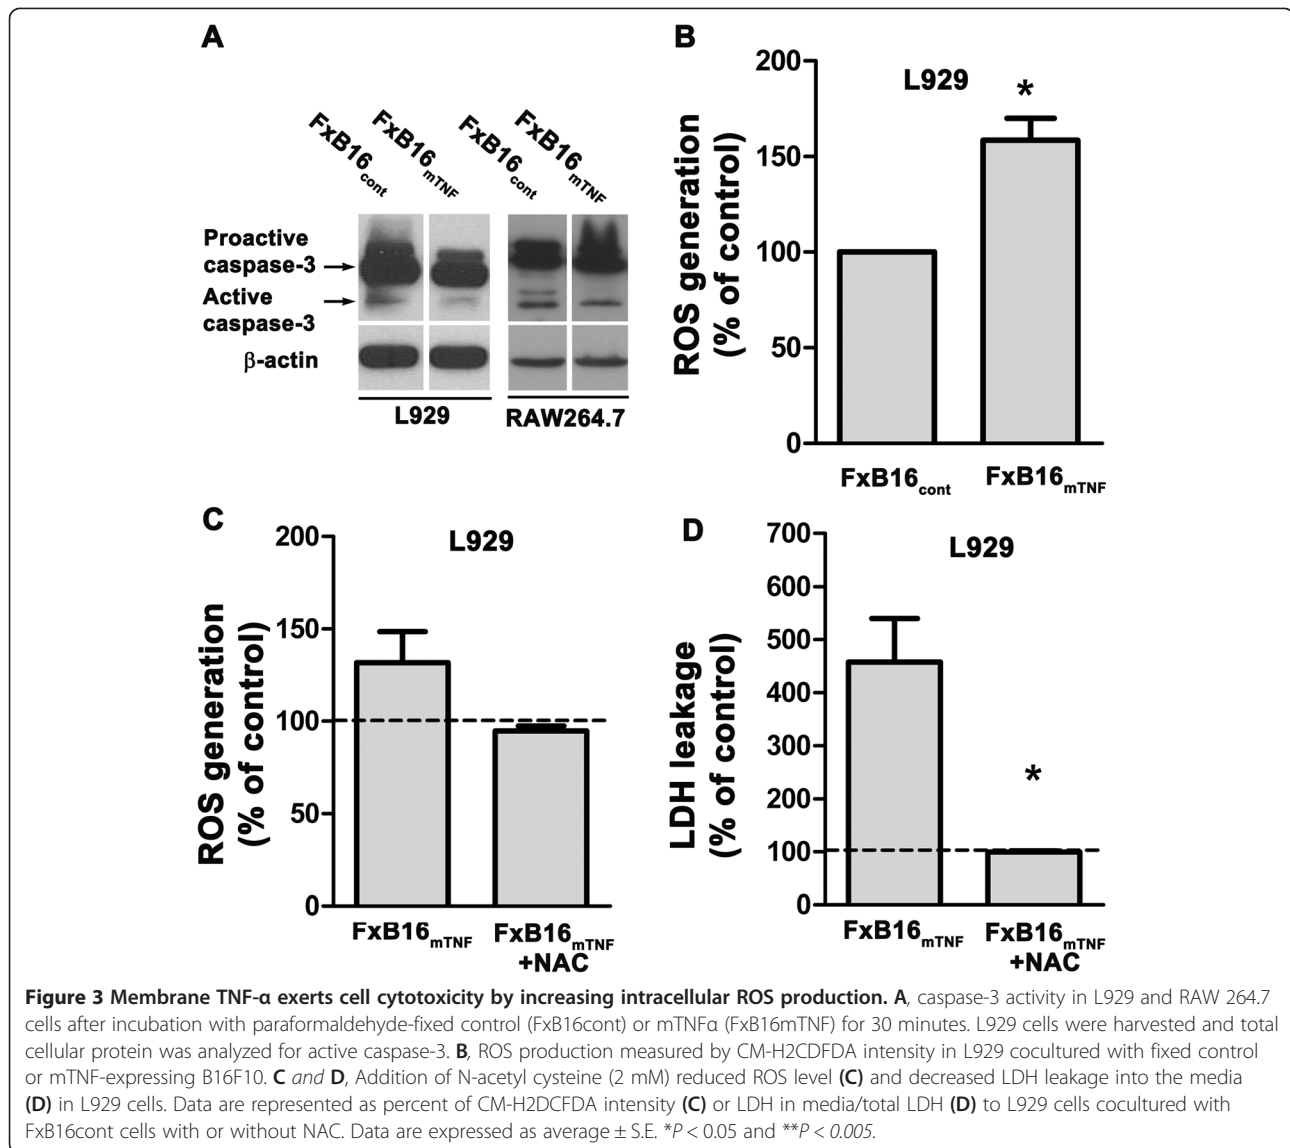 A
FxB16cont
FxB16mTNF
FxB16cont
FxB16mTNF
Proactive
caspase-3
Active
caspase-3
β-actin
L929
RAW264.7
B
L929
ROS generation
(% of control)
200
150
100
50
0
*
FxB16cont
FxB16mTNF
C
L929
ROS generation
(% of control)
200
150
100
50
0
FxB16mTNF
FxB16mTNF
+NAC
D
L929
LDH leakage
(% of control)
700
600
500
400
300
200
100
0
*
FxB16mTNF
FxB16mTNF
+NAC
Figure 3 Membrane TNF-α exerts cell cytotoxicity by increasing intracellular ROS production. A, caspase-3 activity in L929 and RAW 264.7
cells after incubation with paraformaldehyde-fixed control (FxB16cont) or mTNFα (FxB16mTNF) for 30 minutes. L929 cells were harvested and total
cellular protein was analyzed for active caspase-3. B, ROS production measured by CM-H2CDFDA intensity in L929 cocultured with fixed control
or mTNF-expressing B16F10. C and D, Addition of N-acetyl cysteine (2 mM) reduced ROS level (C) and decreased LDH leakage into the media
(D) in L929 cells. Data are represented as percent of CM-H2DCFDA intensity (C) or LDH in media/total LDH (D) to L929 cells cocultured with
FxB16cont cells with or without NAC. Data are expressed as average ± S.E. *P < 0.05 and **P < 0.005.